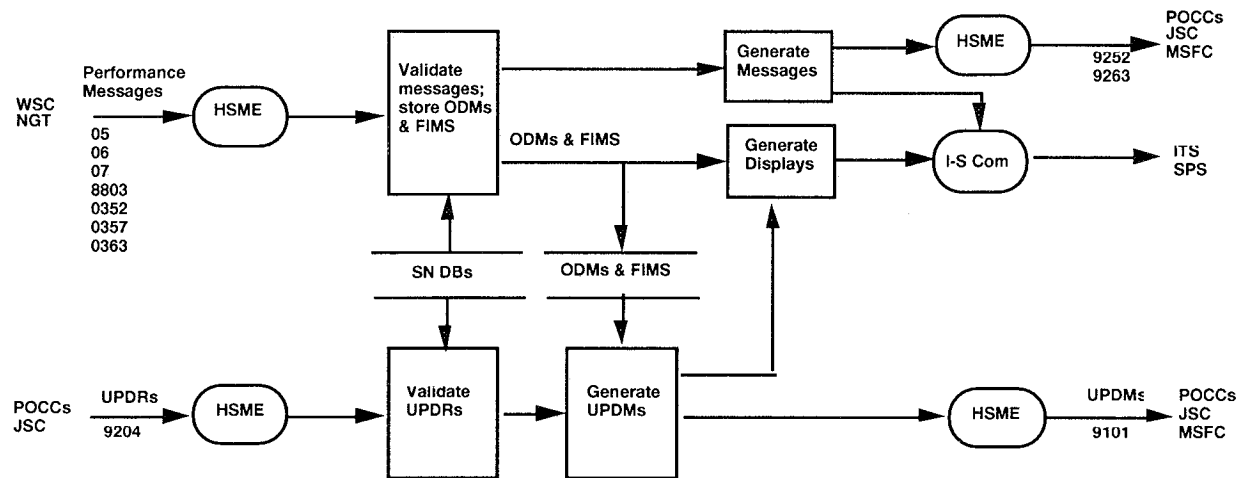 WSC
NGT
Performance
Messages
05
06
07
8803
0352
0357
0363
HSME
Validate
messages;
store ODMs
& FIMS
ODMs & FIMS
Generate
Messages
HSME
9252
9263
POCCs
JSC
MSFC
Generate
Displays
I-S Com
ITS
SPS
SN DBs
ODMs & FIMS
POCCs
JSC
UPDRs
9204
HSME
Validate
UPDRs
Generate
UPDMs
HSME
UPDMs
9101
POCCs
JSC
MSFC